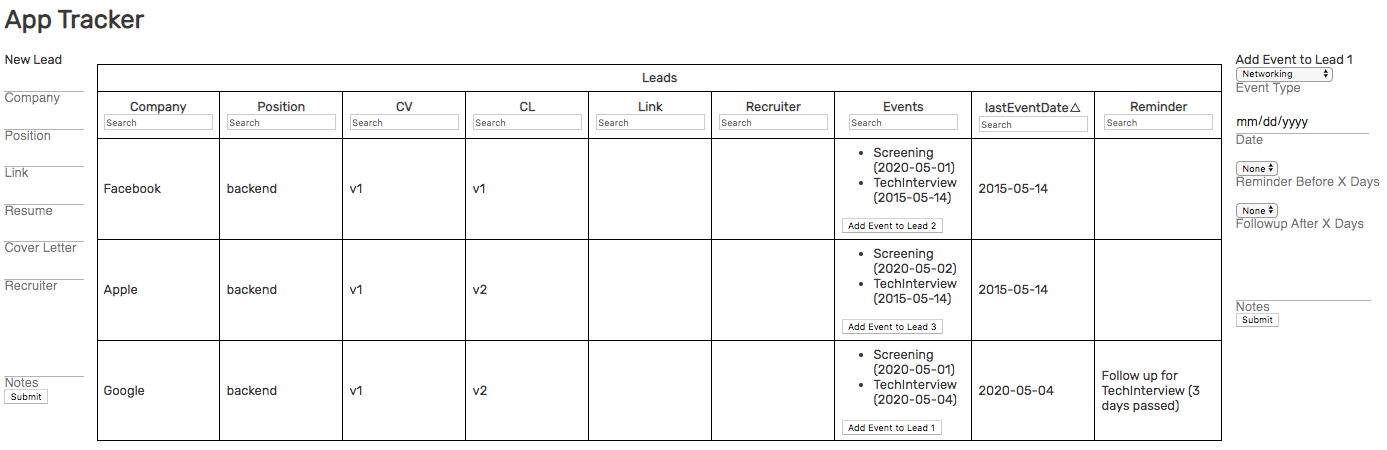 App Tracker
New Lead
Company
Position
Link
Resume
Cover Letter
Recruiter
Notes
Submit
Leads
Company Position CV CL Link Recruiter Events lastEventDate△ Reminder
Search Search Search Search Search Search Search Search Search
Facebook backend v1 v1
Screening
(2020-05-01)
TechInterview
(2015-05-14)
Add Event to Lead 2
2015-05-14
Apple backend v1 v2
Screening
(2020-05-02)
TechInterview
(2015-05-14)
Add Event to Lead 3
2015-05-14
Google backend v1 v2
Screening
(2020-05-01)
TechInterview
(2020-05-04)
Add Event to Lead 1
2020-05-04
Follow up for
TechInterview (3
days passed)
Add Event to Lead 1
Networking
Event Type
mm/dd/yyyy
Date
None
Reminder Before X Days
None
Followup After X Days
Notes
Submit